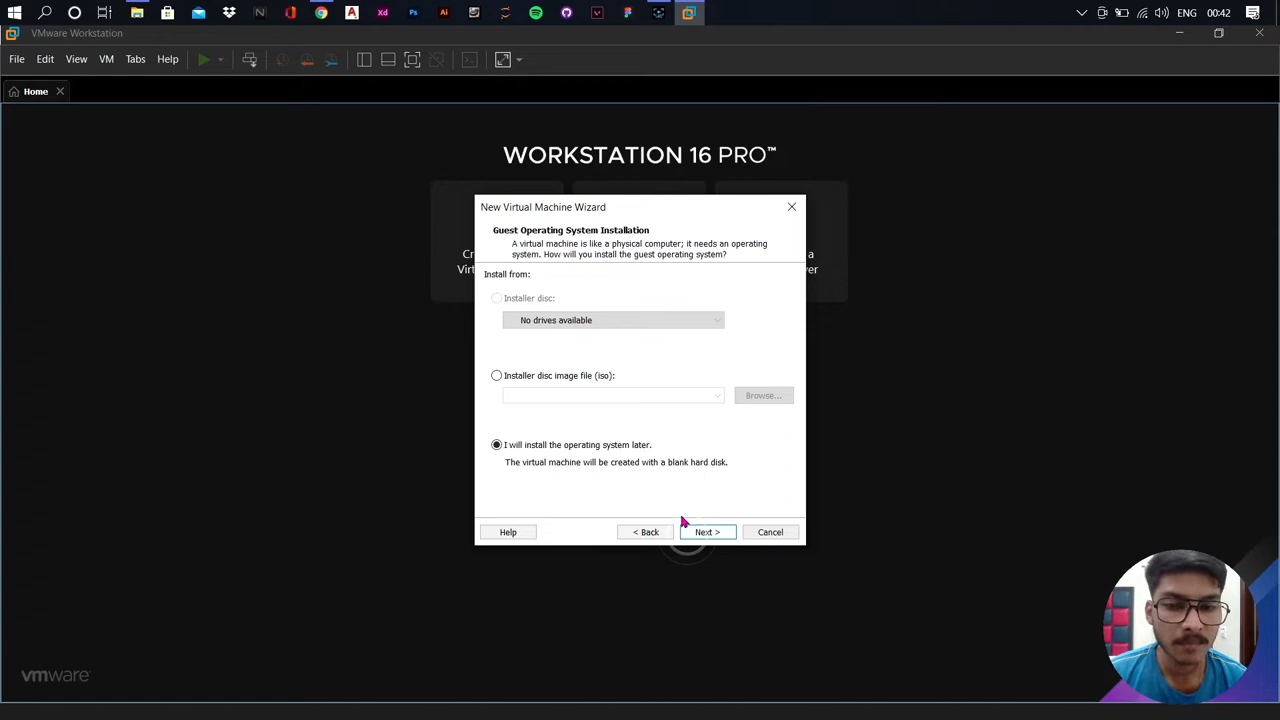 ENG 00:42
VMware Workstation
File Edit View VM Tabs Help
Home
WORKSTATION 16 PRO™
New Virtual Machine Wizard
Guest Operating System Installation
A virtual machine is like a physical computer; it needs an operating
system. How will you install the guest operating system?
Install from:
Installer disc:
No drives available
Installer disc image file (iso):
Browse...
I will install the operating system later.
The virtual machine will be created with a blank hard disk.
Help < Back Next > Cancel
vmware